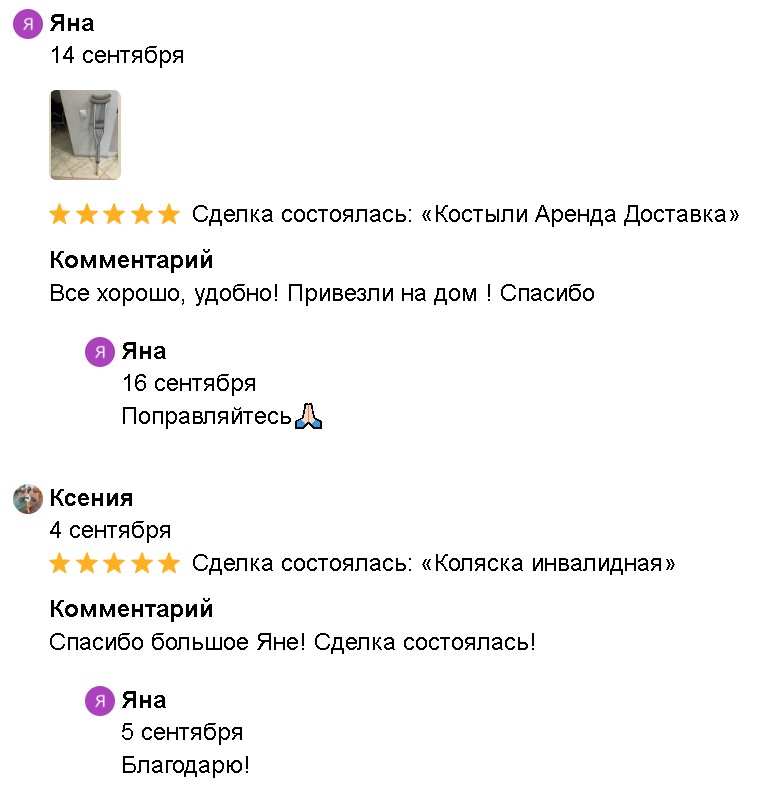 Я Яна
14 сентября
Сделка состоялась: «Костыли Аренда Доставка»
Комментарий
Все хорошо, удобно! Привезли на дом ! Спасибо
Я Яна
16 сентября
Поправляйтесь🙏🏻
Ксения
4 сентября
Сделка состоялась: «Коляска инвалидная»
Комментарий
Спасибо большое Яне! Сделка состоялась!
Я Яна
5 сентября
Благодарю!